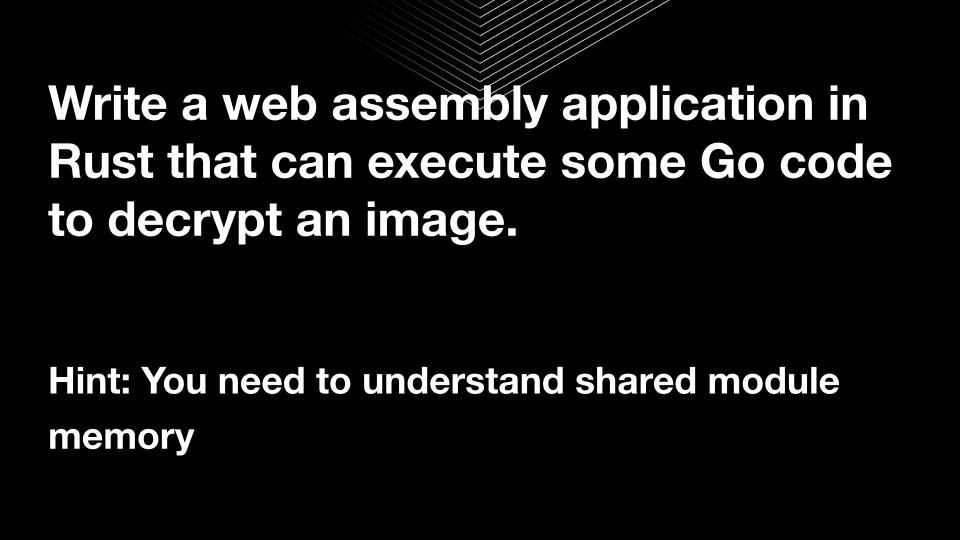 Write a web assembly application in
Rust that can execute some Go code
to decrypt an image.
Hint: You need to understand shared module
memory